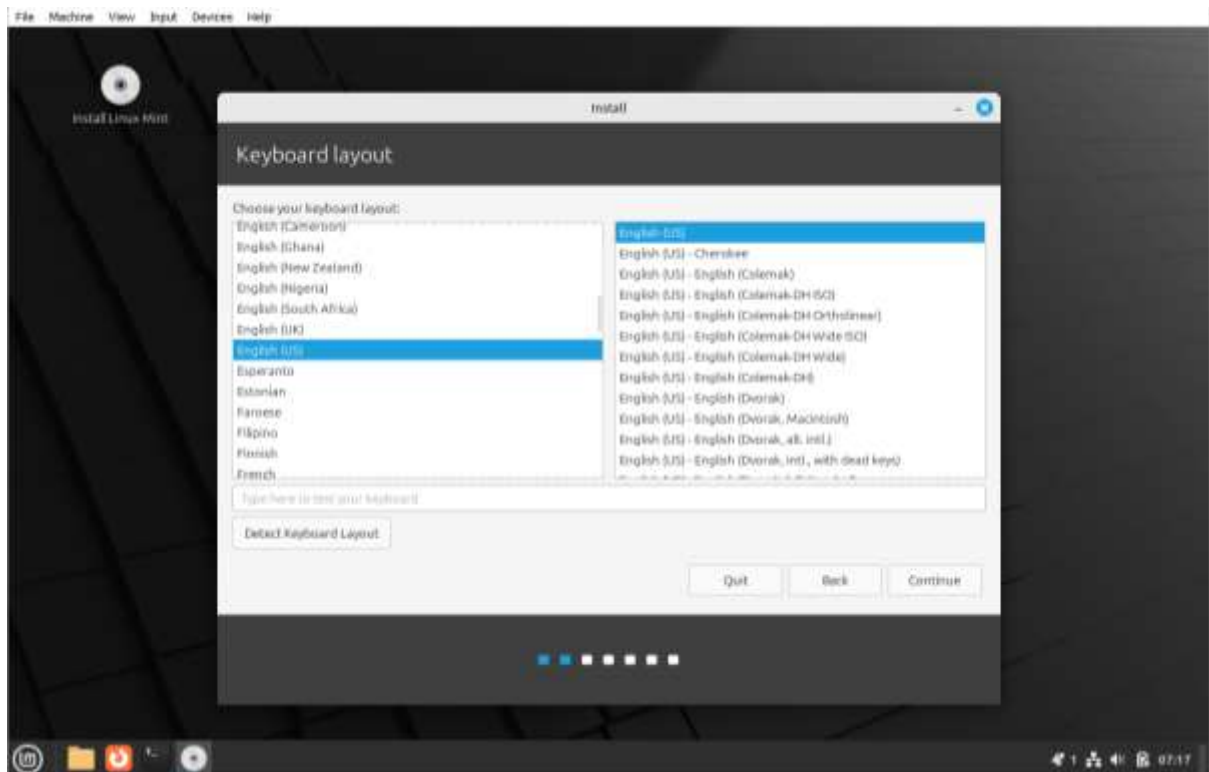 File Machine View Input Devices Help
Install Linux Mint
Install
Keyboard layout
Choose your keyboard layout:
English (Cameroon)
English (Ghana)
English (New Zealand)
English (Nigeria)
English (South Africa)
English (UK)
English (US)
Esperanto
Estonian
Faroese
Filipino
Finnish
French
English (US)
English (US) - Cherokee
English (US) - English (Colemak)
English (US) - English (Colemak-DH ISO)
English (US) - English (Colemak-DH Ortholinear)
English (US) - English (Colemak-DH Wide ISO)
English (US) - English (Colemak-DH Wide)
English (US) - English (Colemak-DH)
English (US) - English (Dvorak)
English (US) - English (Dvorak, Macintosh)
English (US) - English (Dvorak, alt. intl.)
English (US) - English (Dvorak, intl., with dead keys)
Type here to test your keyboard
Detect Keyboard Layout
Quit Back Continue
1 07:17